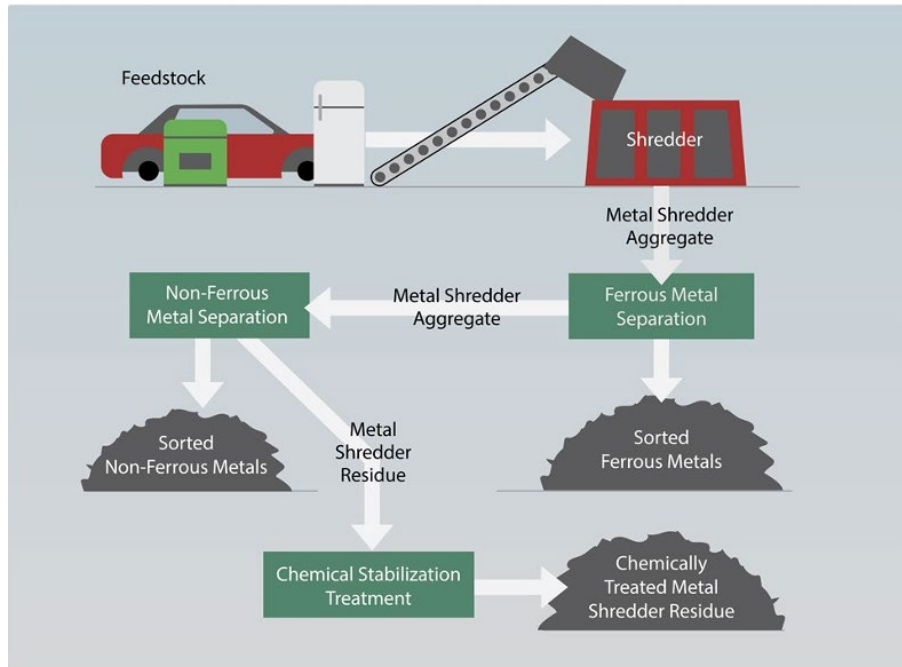 Feedstock
Shredder
Metal Shredder
Aggregate
Non-Ferrous
Metal Separation
Metal Shredder
Aggregate
Ferrous Metal
Separation
Sorted
Non-Ferrous Metals
Metal
Shredder
Residue
Sorted
Ferrous Metals
Chemical Stabilization
Treatment
Chemically
Treated Metal
Shredder Residue